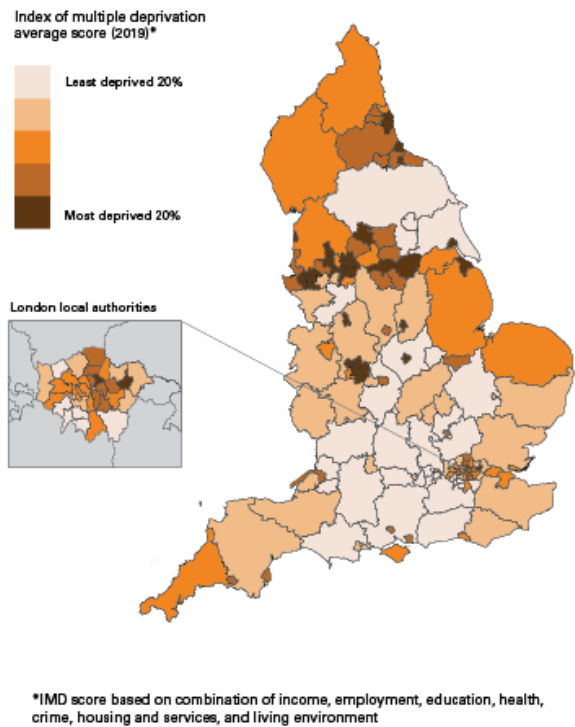 Index of multiple deprivation
average score (2019)*
Least deprived 20%
Most deprived 20%
London local authorities
*IMD score based on combination of income, employment, education, health,
crime, housing and services, and living environment